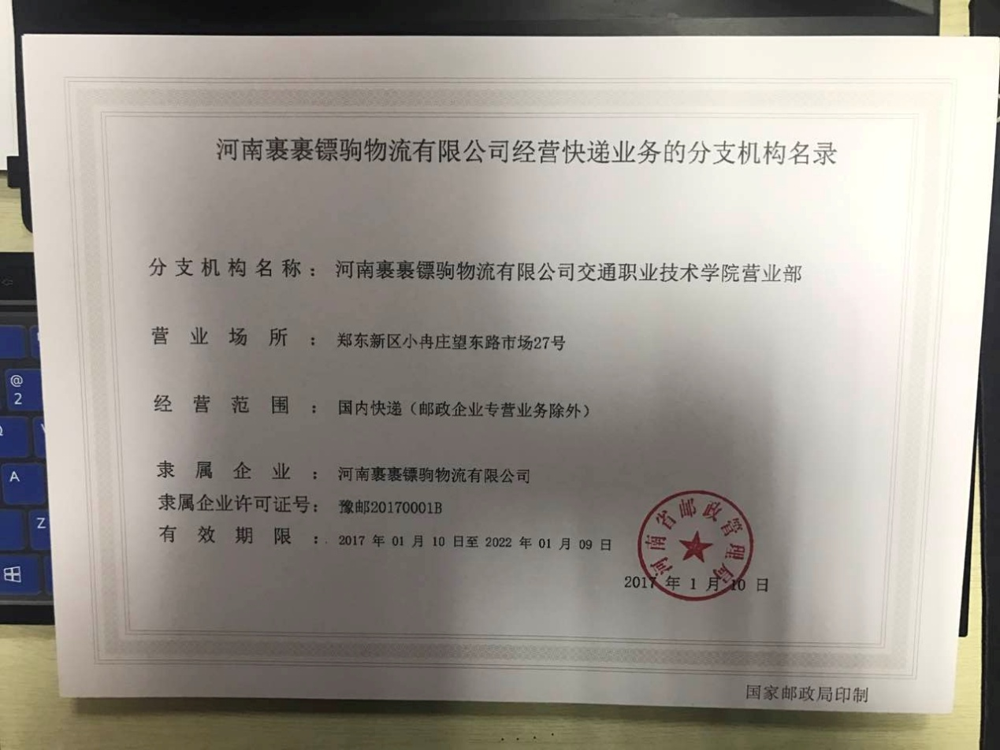 河南裹裹镖驹物流有限公司经营快递业务的分支机构名录
分支机构名称：河南裹裹镖驹物流有限公司交通职业技术学院营业部
营业场所：郑东新区小冉庄望东路市场27号
经营范围：国内快递（邮政企业专营业务除外）
隶属企业：河南裹裹镖驹物流有限公司
隶属企业许可证号：豫邮20170001B
有效期限：2017 年 01 月 10 日至 2022 年 01 月 09 日
河南省邮政管理局
2017 年 1 月 10 日
国家邮政局印制
@
2
A
Z